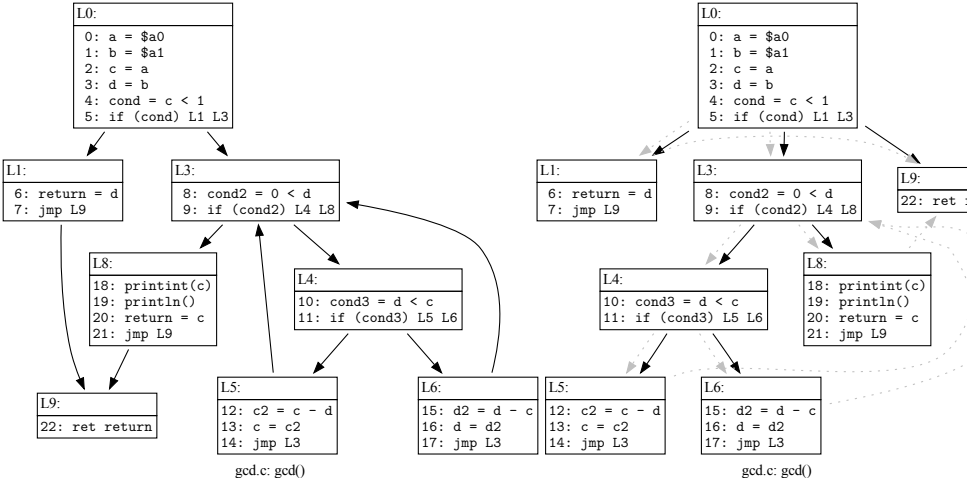 L0:
0: a = $a0
1: b = $a1
2: c = a
3: d = b
4: cond = c < 1
5: if (cond) L1 L3
L1:
6: return = d
7: jmp L9
L3:
8: cond2 = 0 < d
9: if (cond2) L4 L8
L8:
18: printint(c)
19: println()
20: return = c
21: jmp L9
L4:
10: cond3 = d < c
11: if (cond3) L5 L6
L9:
22: ret return
L5:
12: c2 = c - d
13: c = c2
14: jmp L3
L6:
15: d2 = d - c
16: d = d2
17: jmp L3
gcd.c: gcd()
L0:
0: a = $a0
1: b = $a1
2: c = a
3: d = b
4: cond = c < 1
5: if (cond) L1 L3
L1:
6: return = d
7: jmp L9
L3:
8: cond2 = 0 < d
9: if (cond2) L4 L8
L9:
22: ret
L4:
10: cond3 = d < c
11: if (cond3) L5 L6
L8:
18: printint(c)
19: println()
20: return = c
21: jmp L9
L5:
12: c2 = c - d
13: c = c2
14: jmp L3
L6:
15: d2 = d - c
16: d = d2
17: jmp L3
gcd.c: gcd()